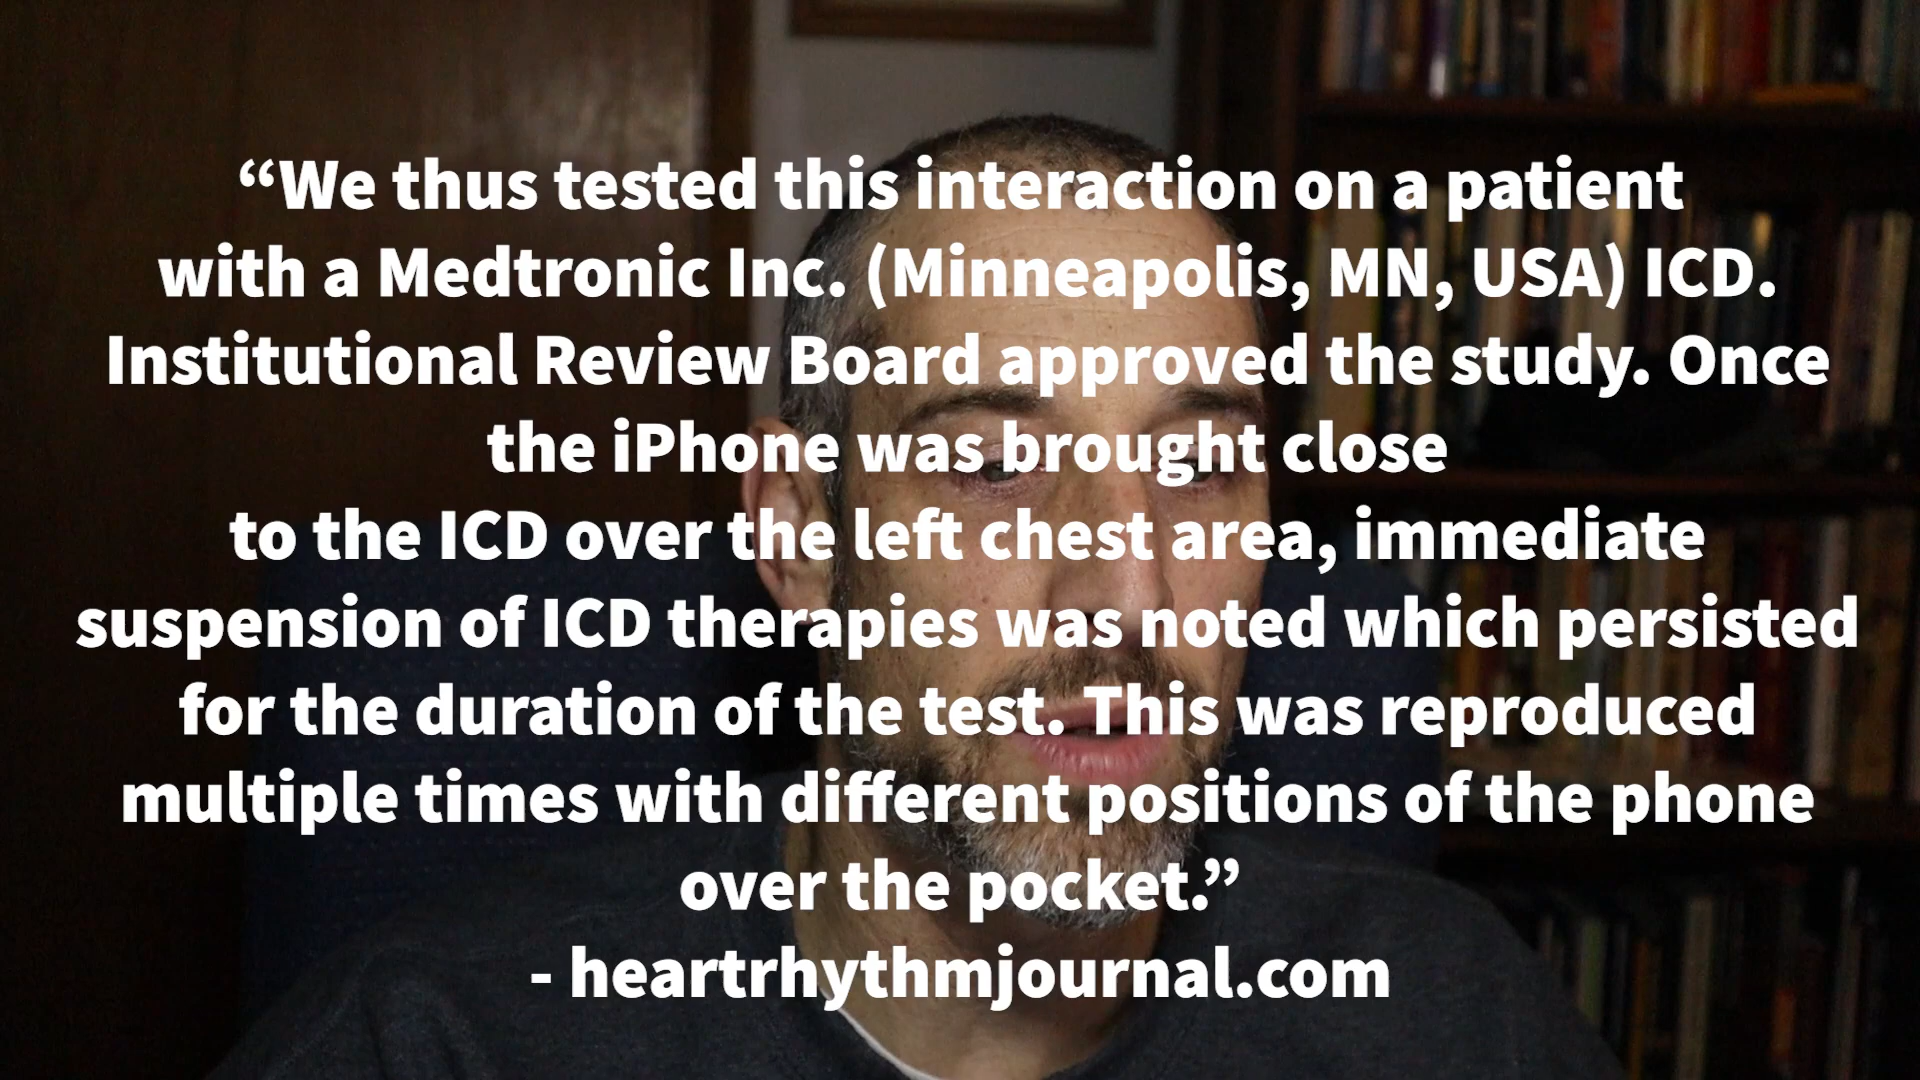 “We thus tested this interaction on a patient
with a Medtronic Inc. (Minneapolis, MN, USA) ICD.
Institutional Review Board approved the study. Once
the iPhone was brought close
to the ICD over the left chest area, immediate
suspension of ICD therapies was noted which persisted
for the duration of the test. This was reproduced
multiple times with different positions of the phone
over the pocket.”
- heartrhythmjournal.com